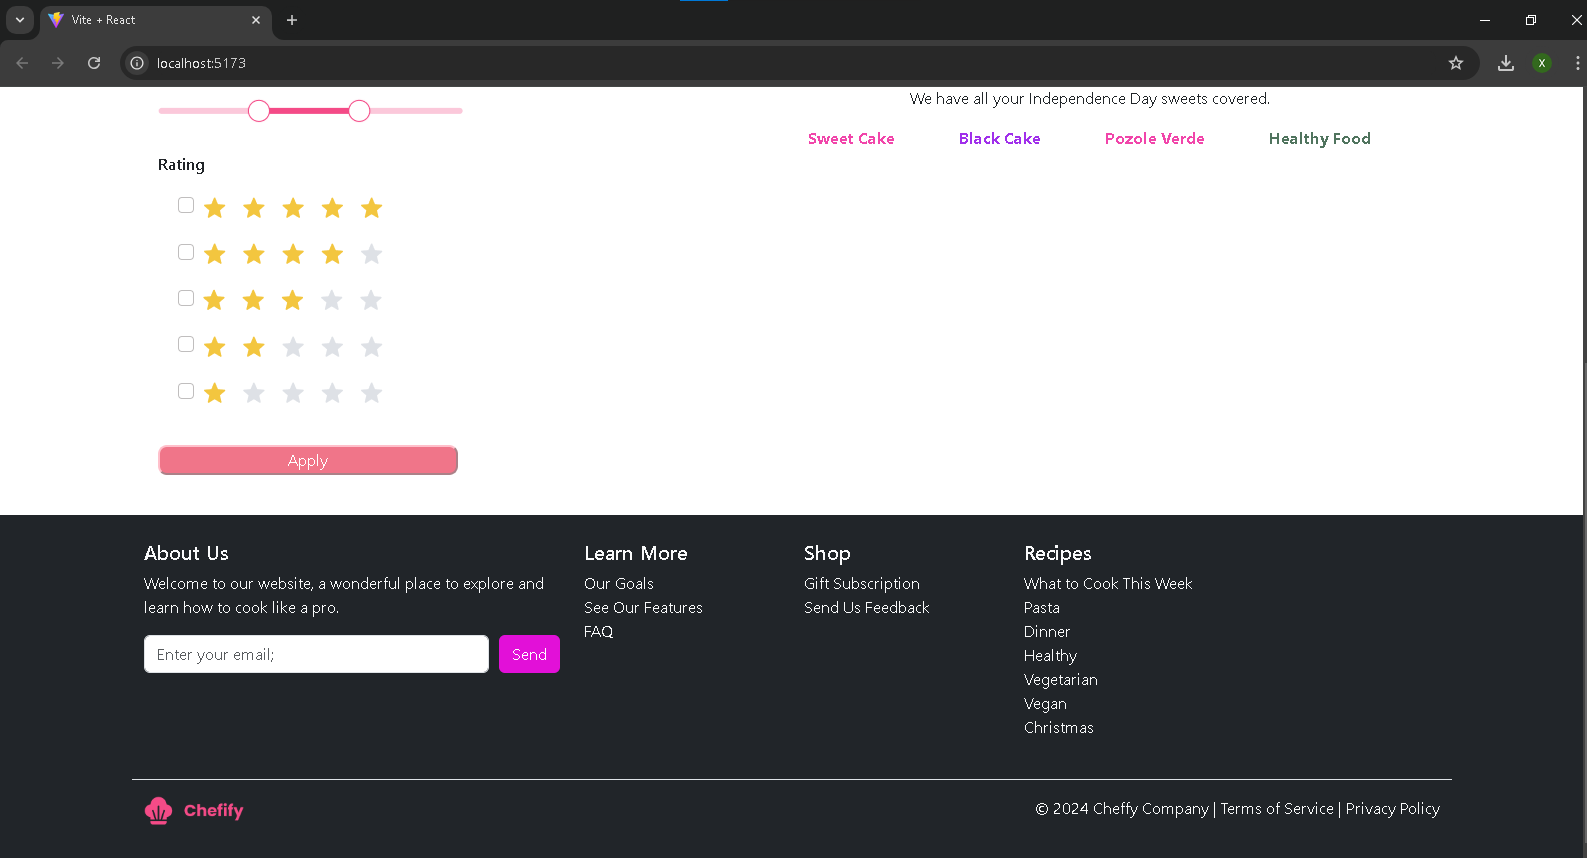 Vite + React
localhost:5173
X
We have all your Independence Day sweets covered.
Sweet Cake Black Cake Pozole Verde Healthy Food
Rating
Apply
About Us
Welcome to our website, a wonderful place to explore and
learn how to cook like a pro.
Enter your email;
Send
Learn More
Our Goals
See Our Features
FAQ
Shop
Gift Subscription
Send Us Feedback
Recipes
What to Cook This Week
Pasta
Dinner
Healthy
Vegetarian
Vegan
Christmas
Chefify
© 2024 Cheffy Company | Terms of Service | Privacy Policy